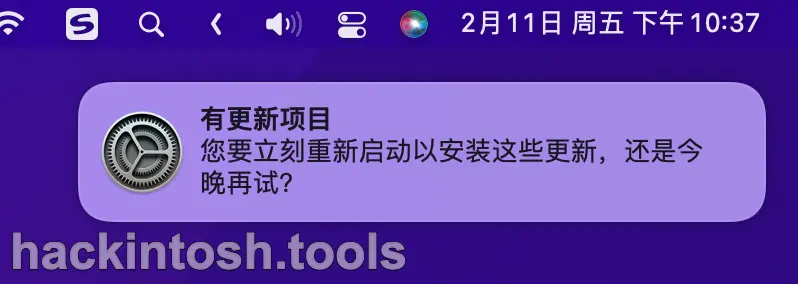 2月11日 周五 下午10:37
有更新项目
您要立刻重新启动以安装这些更新，还是今
晚再试？
hackintosh.tools